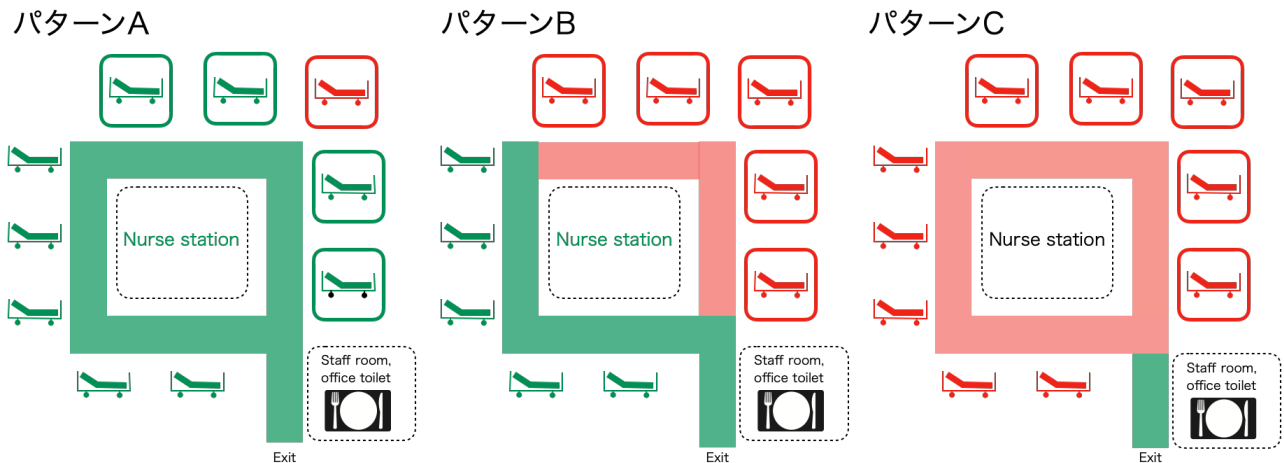 パターンA
パターンB
パターンC
Nurse station
Nurse station
Nurse station
Staff room,
office toilet
Staff room,
office toilet
Staff room,
office toilet
Exit
Exit
Exit